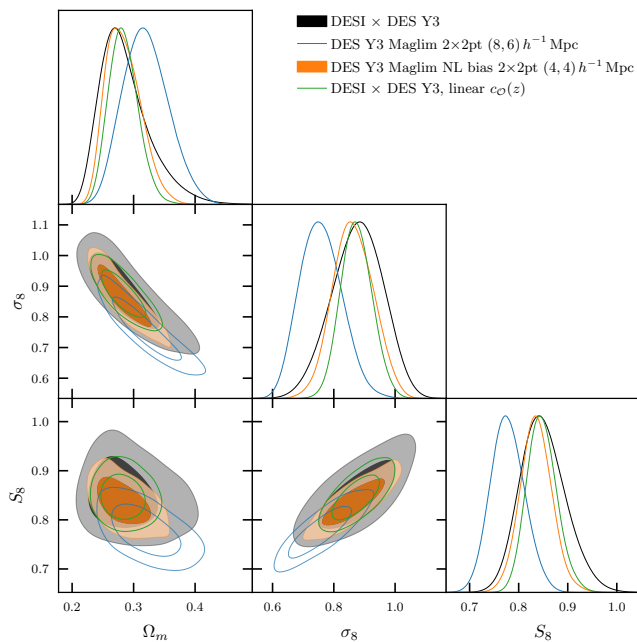 DESI × DES Y3
DES Y3 Maglim 2×2pt (8, 6) h⁻¹ Mpc
DES Y3 Maglim NL bias 2×2pt (4, 4) h⁻¹ Mpc
DESI × DES Y3, linear c_𝒪(z)
1.1
1.0
0.9
0.8
0.7
0.6
σ₈
1.0
0.9
0.8
0.7
S₈
0.2 0.3 0.4
Ω_m
0.6 0.8 1.0
σ₈
0.7 0.8 0.9 1.0
S₈